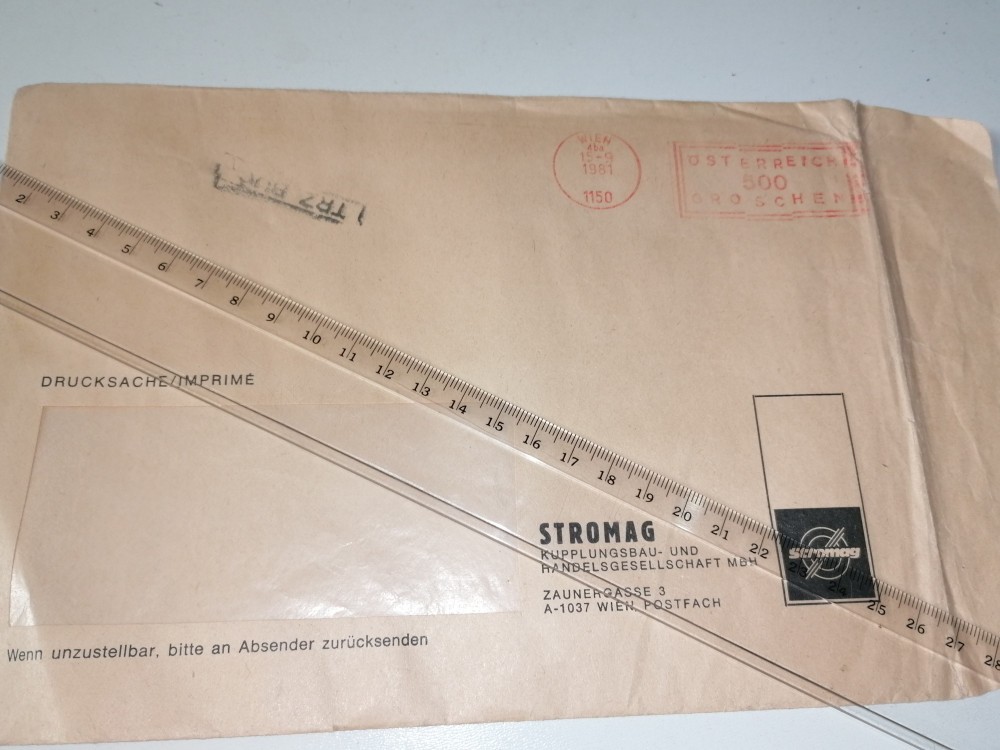 WIEN
15-9
1981
1150
ÖSTERREICH
500
GROSCHEN
2 3 4 5 6 7 8 9 10 11 12 13 14 15 16 17 18 19 20 21 22 23 24 25 26 27 28
DRUCKSACHE/IMPRIMÉ
STROMAG
KUPPLUNGSBAU- UND
HANDELSGESELLSCHAFT MBH
ZAUNERGASSE 3
A-1037 WIEN, POSTFACH
stromag
Wenn unzustellbar, bitte an Absender zurücksenden